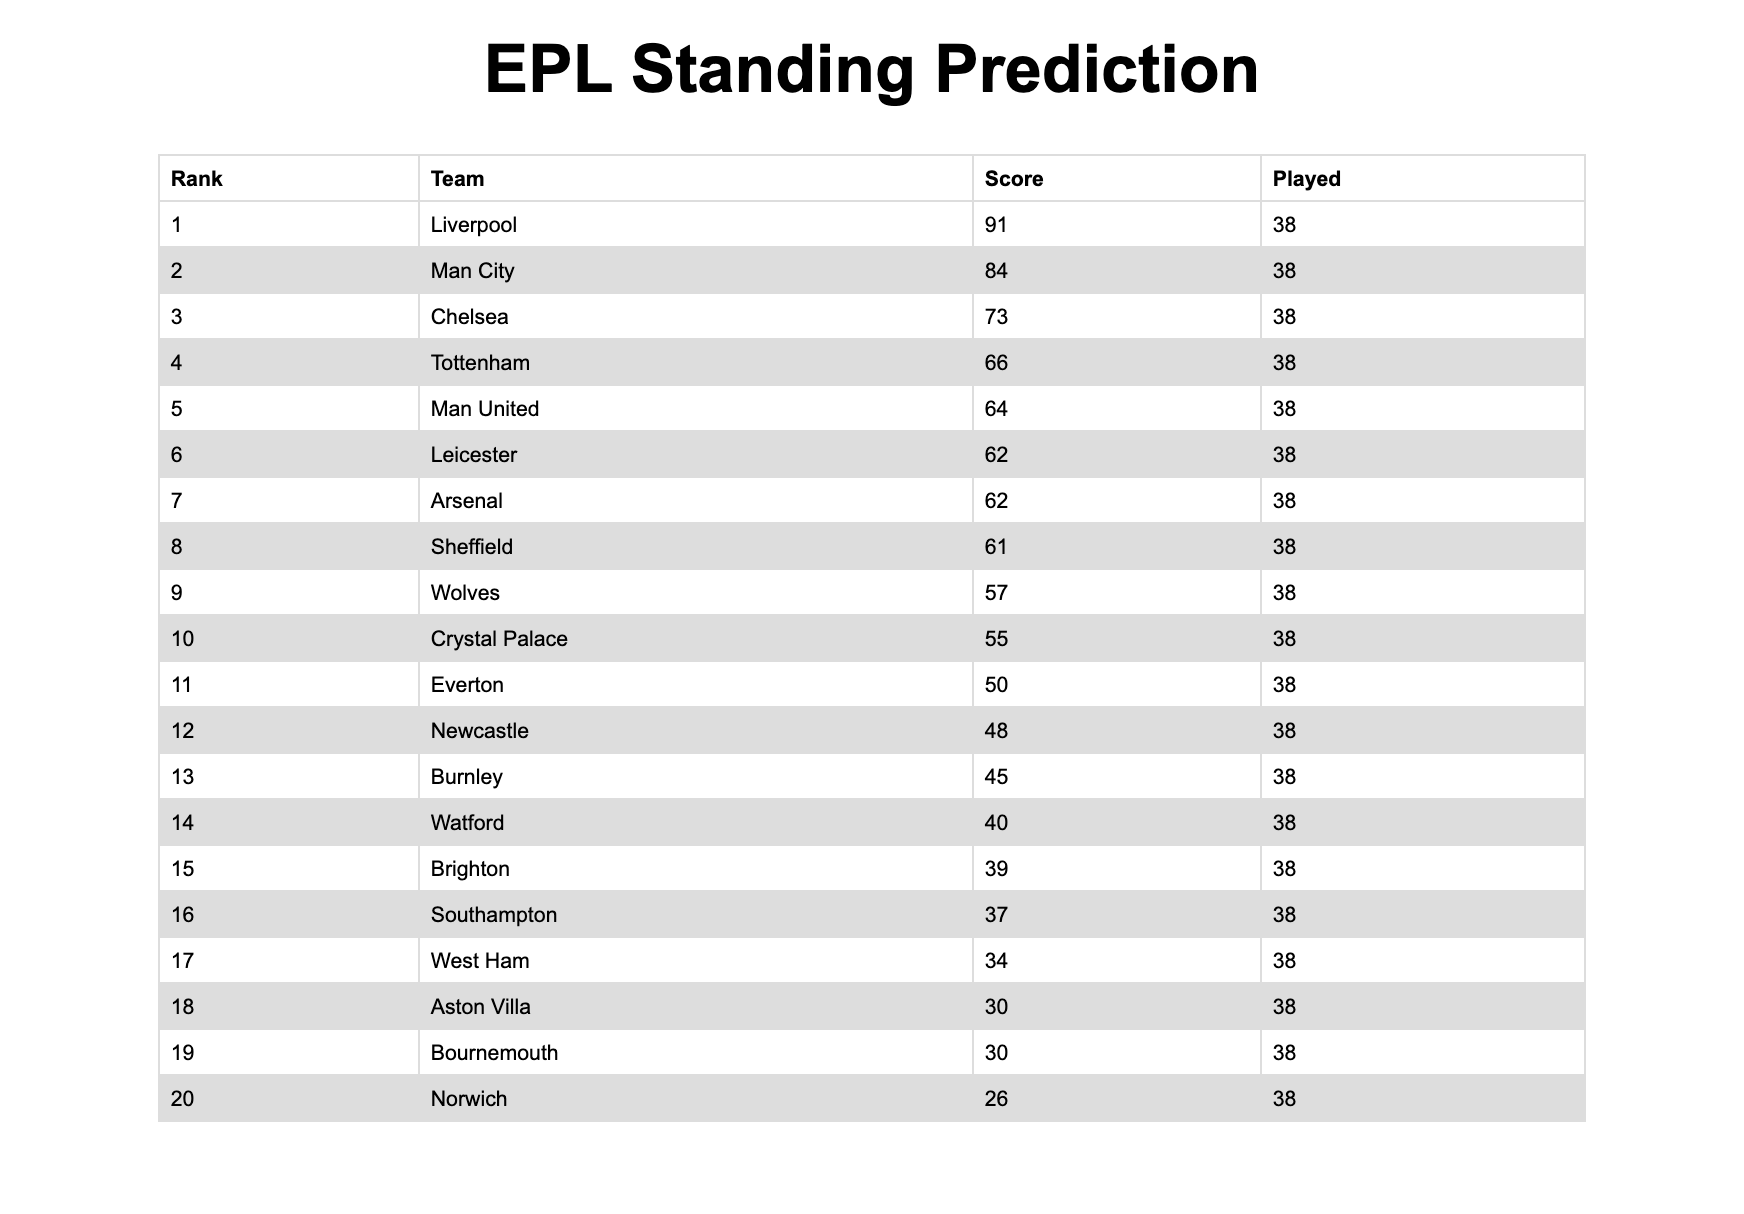 EPL Standing Prediction
Rank Team Score Played
1 Liverpool 91 38
2 Man City 84 38
3 Chelsea 73 38
4 Tottenham 66 38
5 Man United 64 38
6 Leicester 62 38
7 Arsenal 62 38
8 Sheffield 61 38
9 Wolves 57 38
10 Crystal Palace 55 38
11 Everton 50 38
12 Newcastle 48 38
13 Burnley 45 38
14 Watford 40 38
15 Brighton 39 38
16 Southampton 37 38
17 West Ham 34 38
18 Aston Villa 30 38
19 Bournemouth 30 38
20 Norwich 26 38